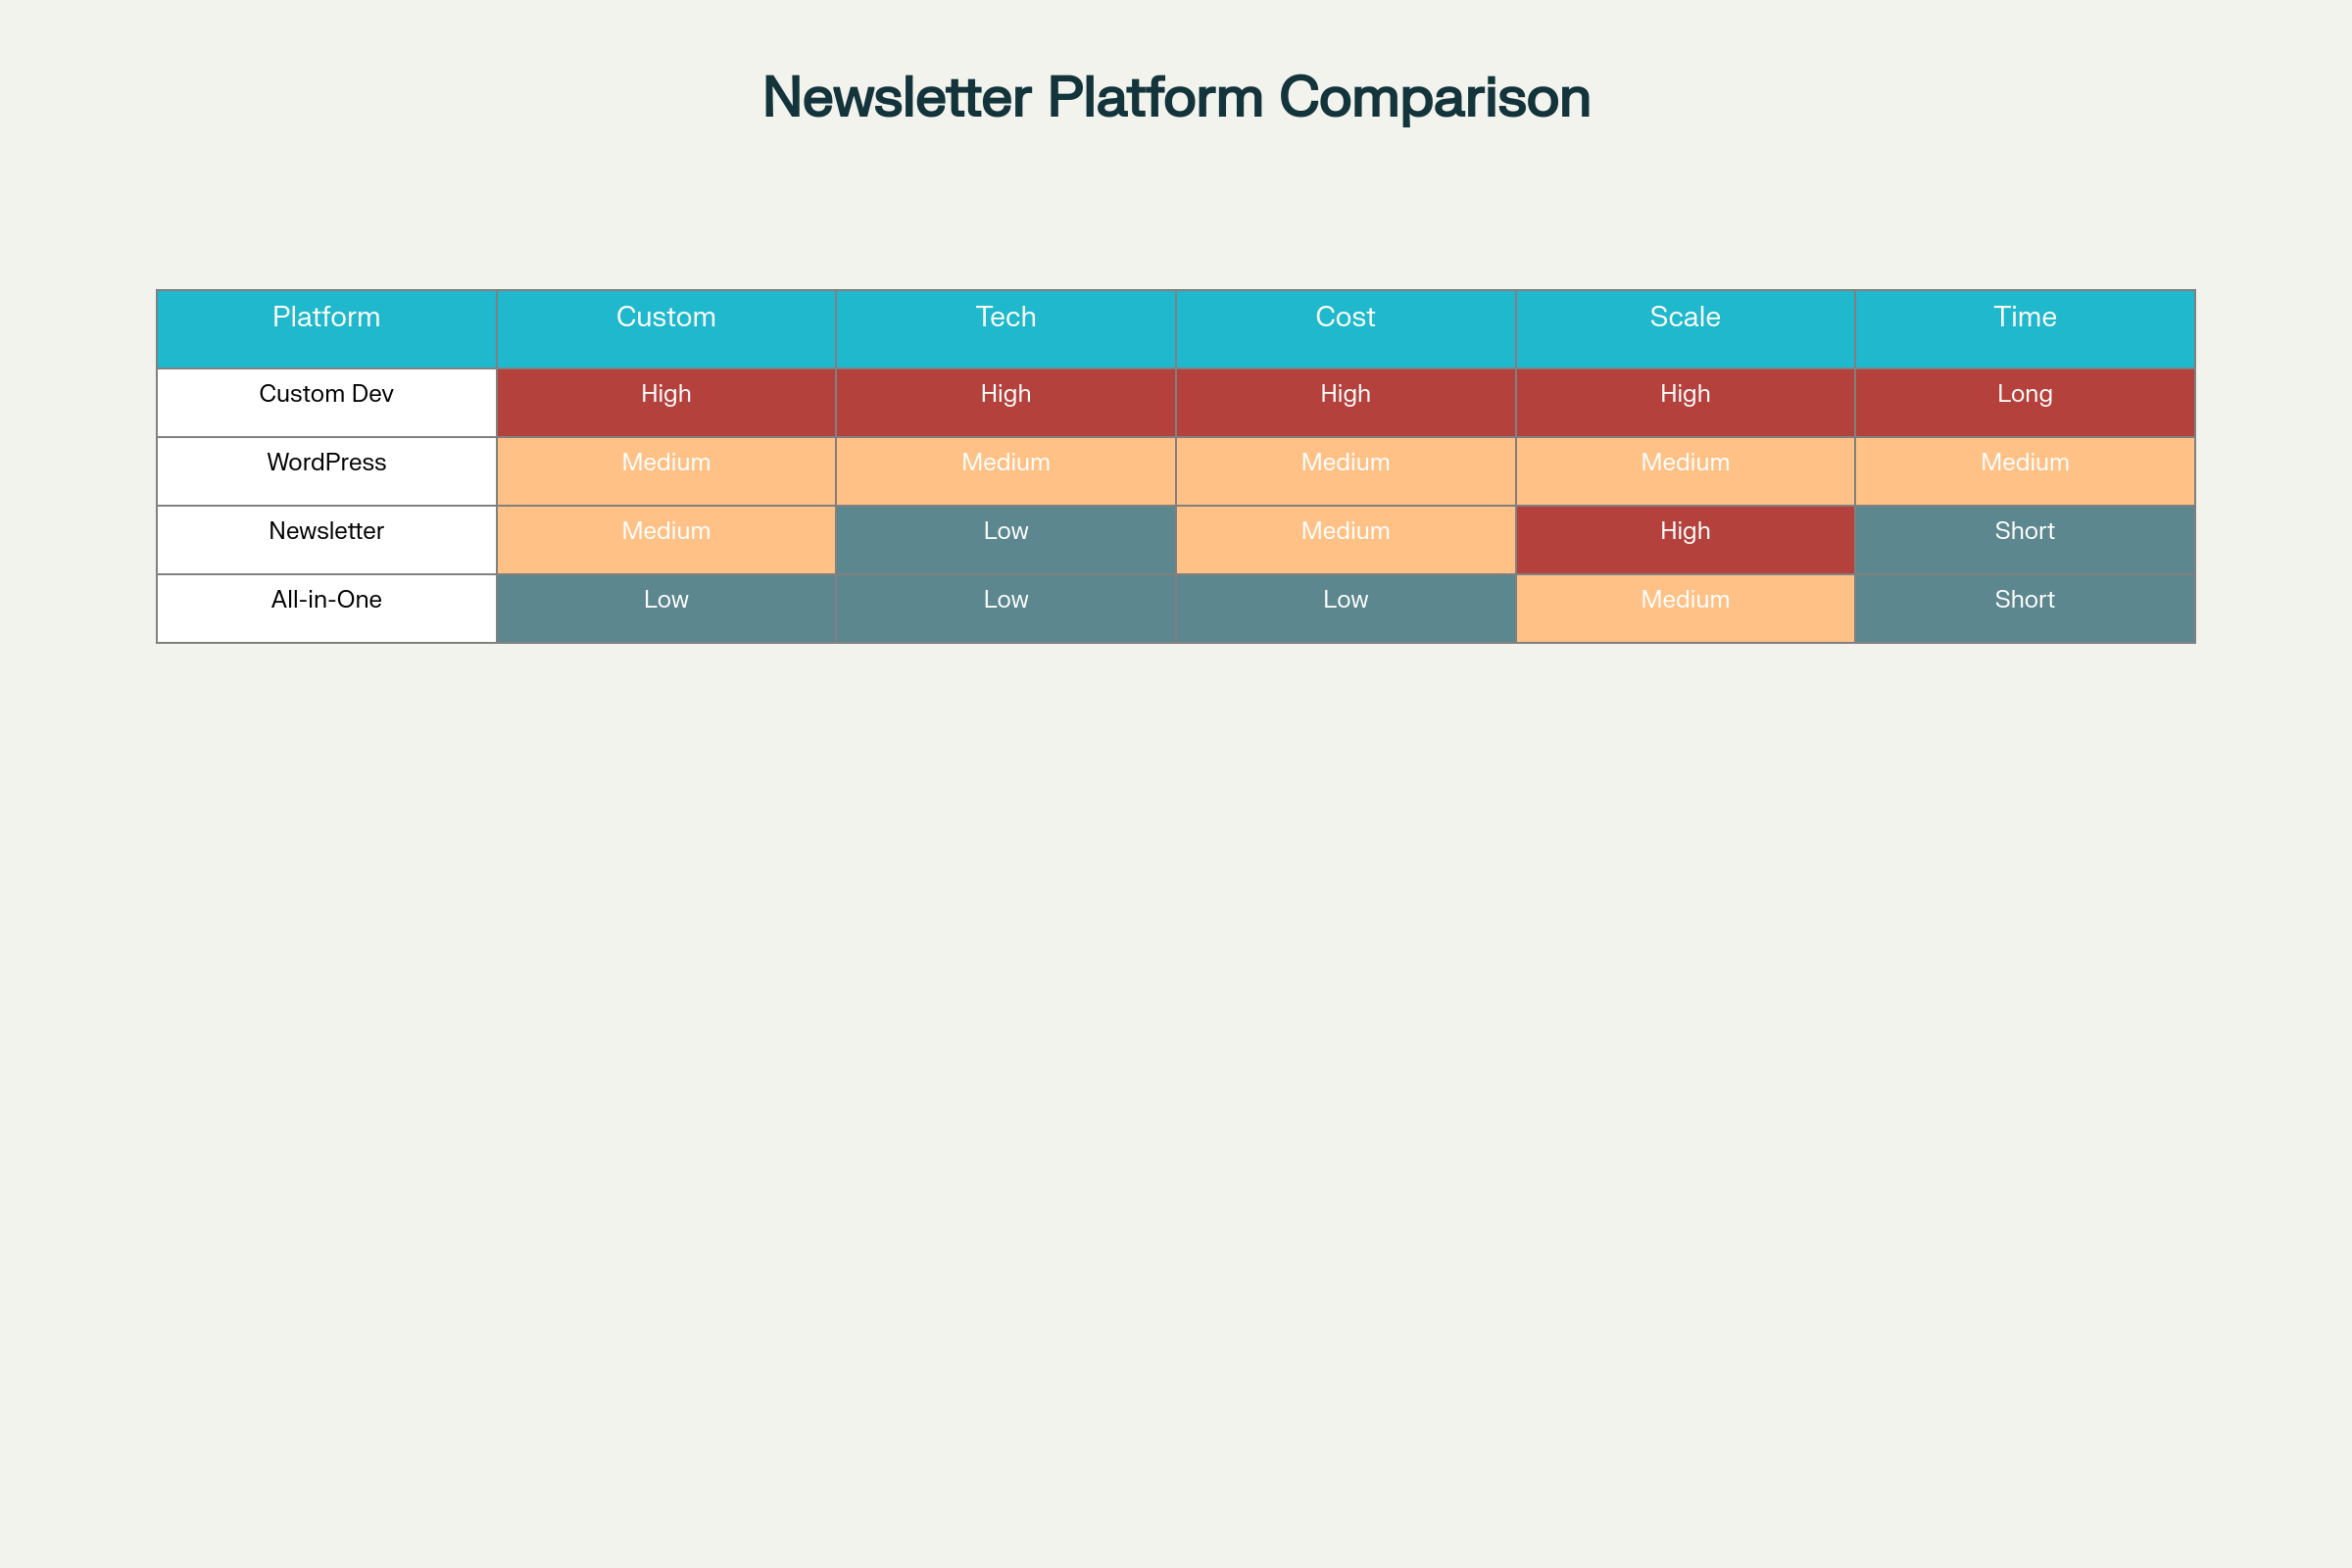 Newsletter Platform Comparison
Platform Custom Tech Cost Scale Time
Custom Dev High High High High Long
WordPress Medium Medium Medium Medium Medium
Newsletter Medium Low Medium High Short
All-in-One Low Low Low Medium Short